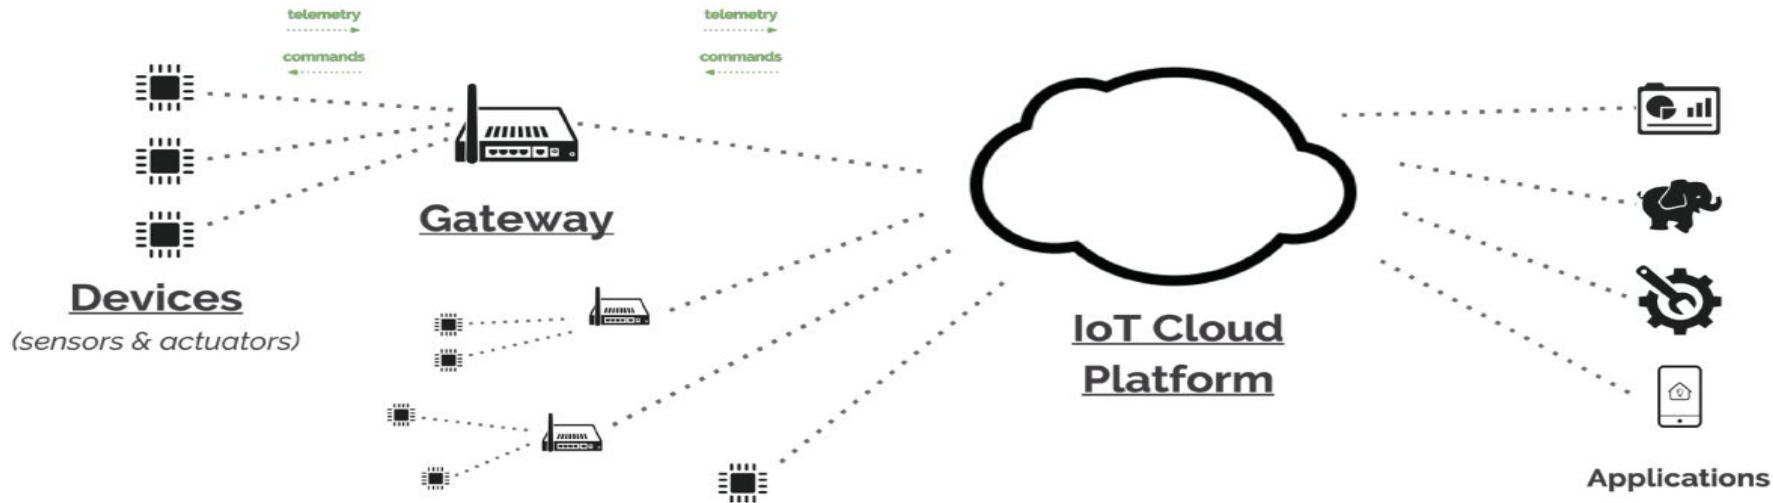 telemetry
commands
telemetry
commands
Gateway
Devices
(sensors & actuators)
IoT Cloud
Platform
Applications